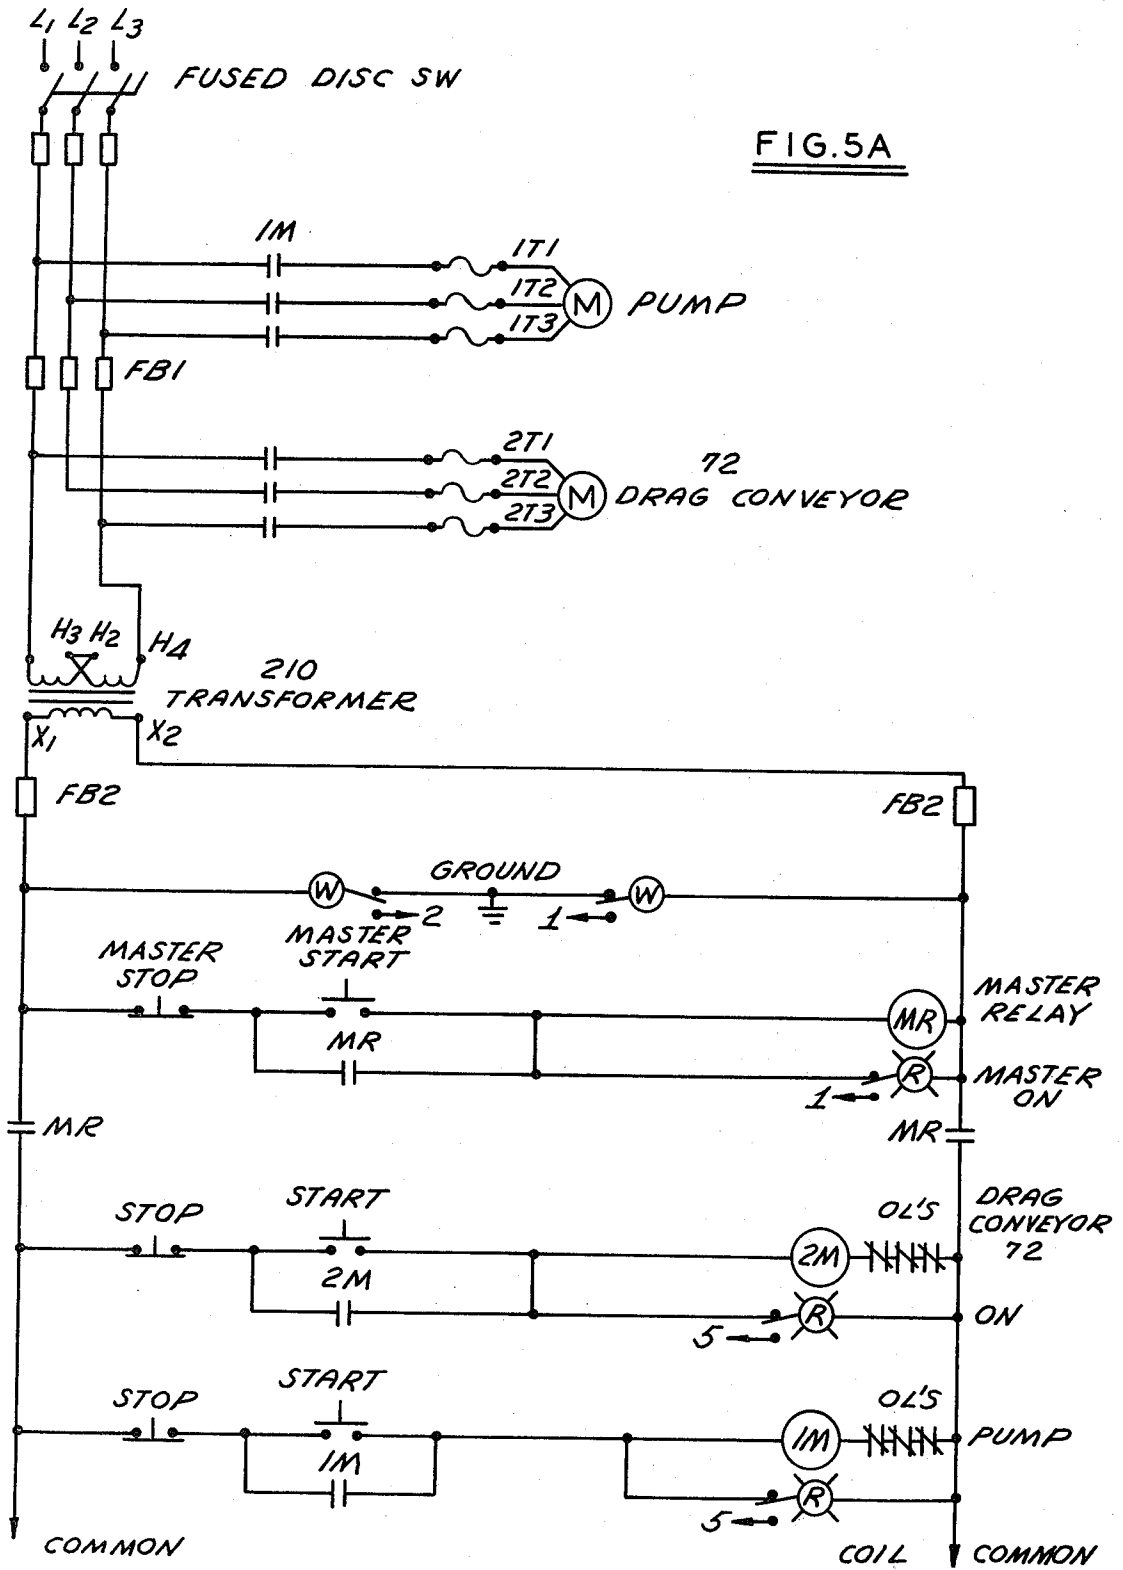 L1 L2 L3
FUSED DISC SW
FIG.5A
1M
1T1
1T2
1T3
M
PUMP
FB1
2T1
2T2
2T3
M
72
DRAG CONVEYOR
H3 H2
H4
210
TRANSFORMER
X1
X2
FB2
FB2
GROUND
W
W
2
1
MASTER
STOP
MASTER
START
MR
MR
MASTER
RELAY
R
1
MASTER
ON
MR
MR
STOP
START
2M
2M
OL'S
DRAG
CONVEYOR
72
R
5
ON
STOP
START
1M
1M
OL'S
PUMP
R
5
COMMON
COIL
COMMON